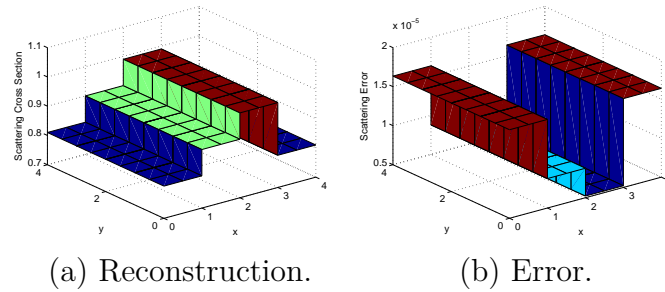 1.1
1
0.9
0.8
0.7
4
2
0
0
1
2
3
4
Scattering Cross Section
y
x
x 10⁻⁵
2
1.5
1
0.5
4
2
0
0
1
2
3
Scattering Error
y
x
(a) Reconstruction.
(b) Error.